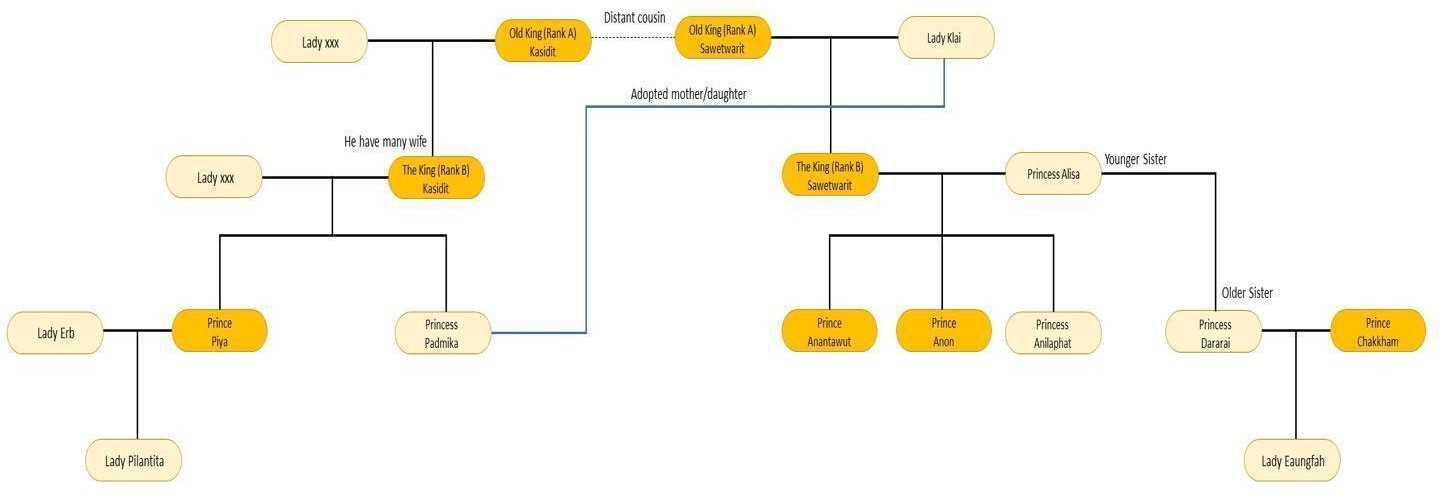 Distant cousin
Lady xxx
Old King (Rank A)
Kasidit
Old King (Rank A)
Sawetwarit
Lady Klai
Adopted mother/daughter
He have many wife
Lady xxx
The King (Rank B)
Kasidit
The King (Rank B)
Sawetwarit
Princess Alisa
Younger Sister
Older Sister
Lady Erb
Prince
Piya
Princess
Padmika
Prince
Anantawut
Prince
Anon
Princess
Anilaphat
Princess
Dararai
Prince
Chakkham
Lady Pilantita
Lady Eaungfah